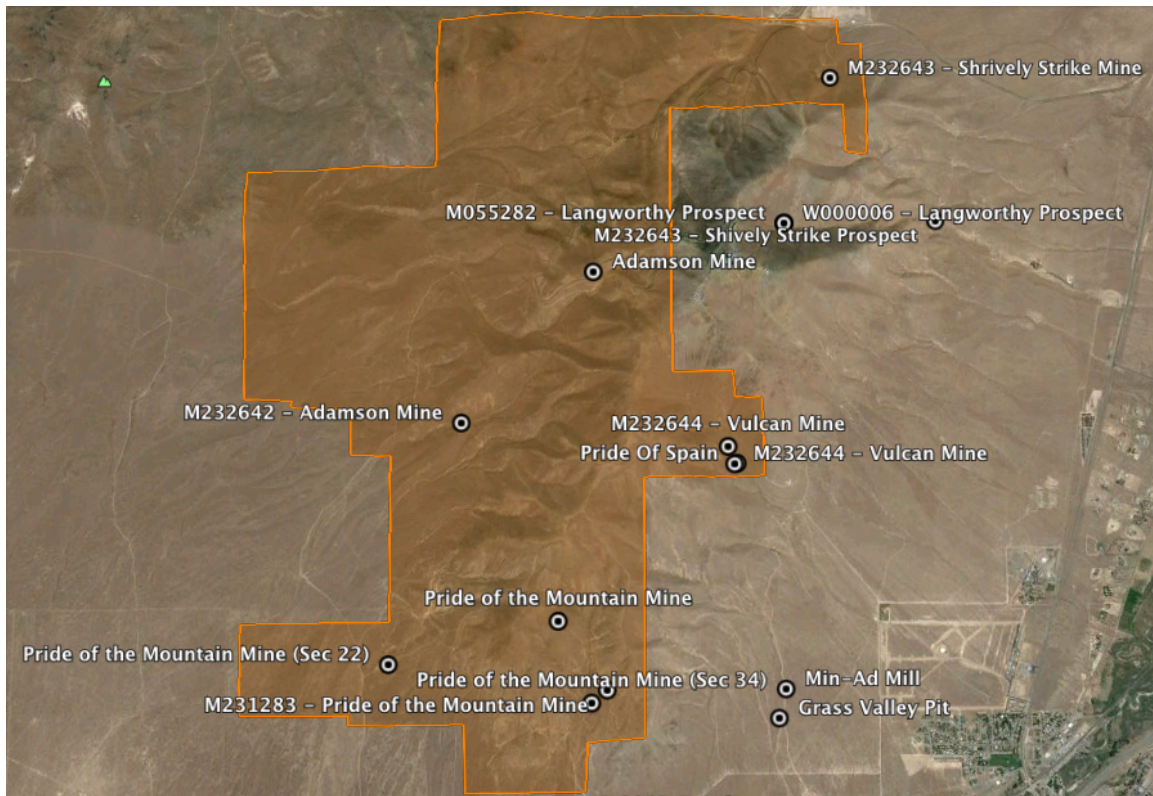 M232643 - Shrively Strike Mine
M055282 - Langworthy Prospect
W000006 - Langworthy Prospect
M232643 - Shively Strike Prospect
Adamson Mine
M232642 - Adamson Mine
M232644 - Vulcan Mine
Pride Of Spain
M232644 - Vulcan Mine
Pride of the Mountain Mine
Pride of the Mountain Mine (Sec 22)
Pride of the Mountain Mine (Sec 34)
Min-Ad Mill
M231283 - Pride of the Mountain Mine
Grass Valley Pit